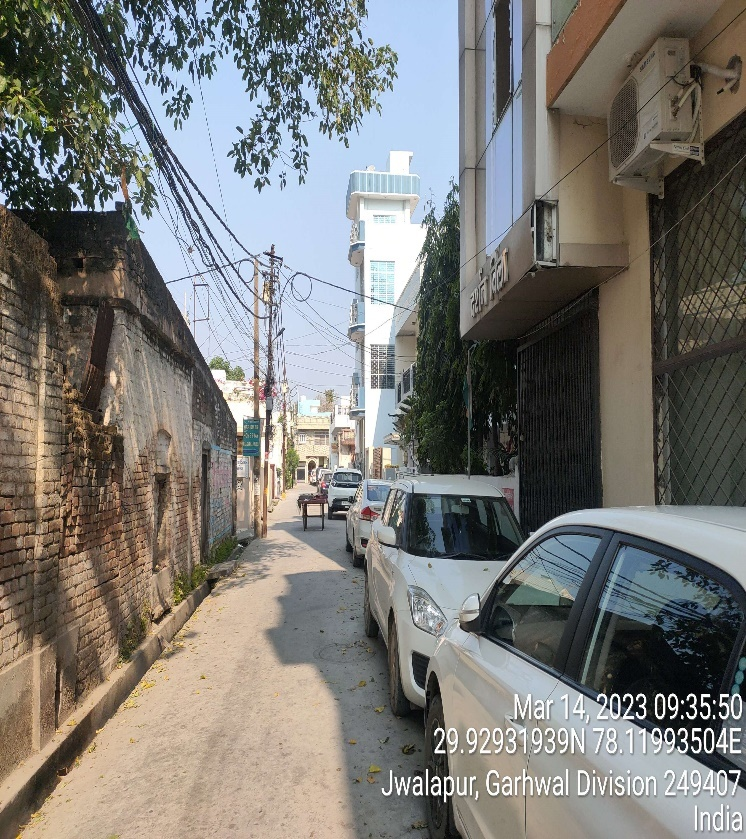 Mar 14, 2023 09:35:50
29.92931939N 78.11993504E
Jwalapur, Garhwal Division 249407
India